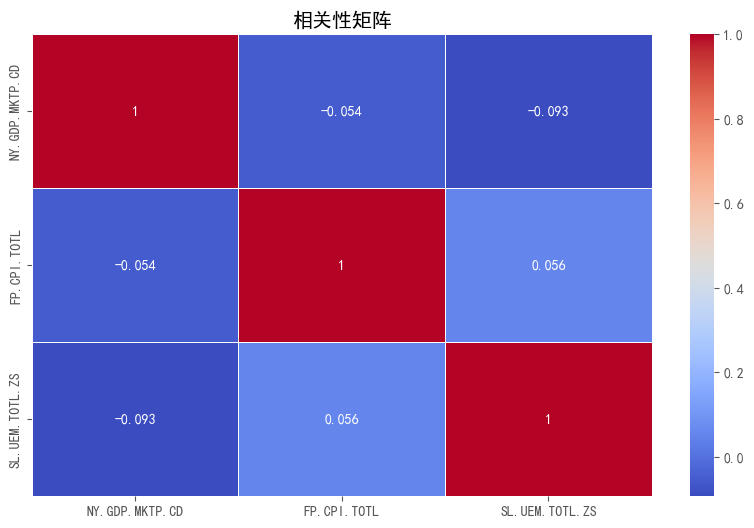 相关性矩阵
NY.GDP.MKTP.CD
1
-0.054
-0.093
FP.CPI.TOTL
-0.054
1
0.056
SL.UEM.TOTL.ZS
-0.093
0.056
1
NY.GDP.MKTP.CD
FP.CPI.TOTL
SL.UEM.TOTL.ZS
1.0
0.8
0.6
0.4
0.2
0.0